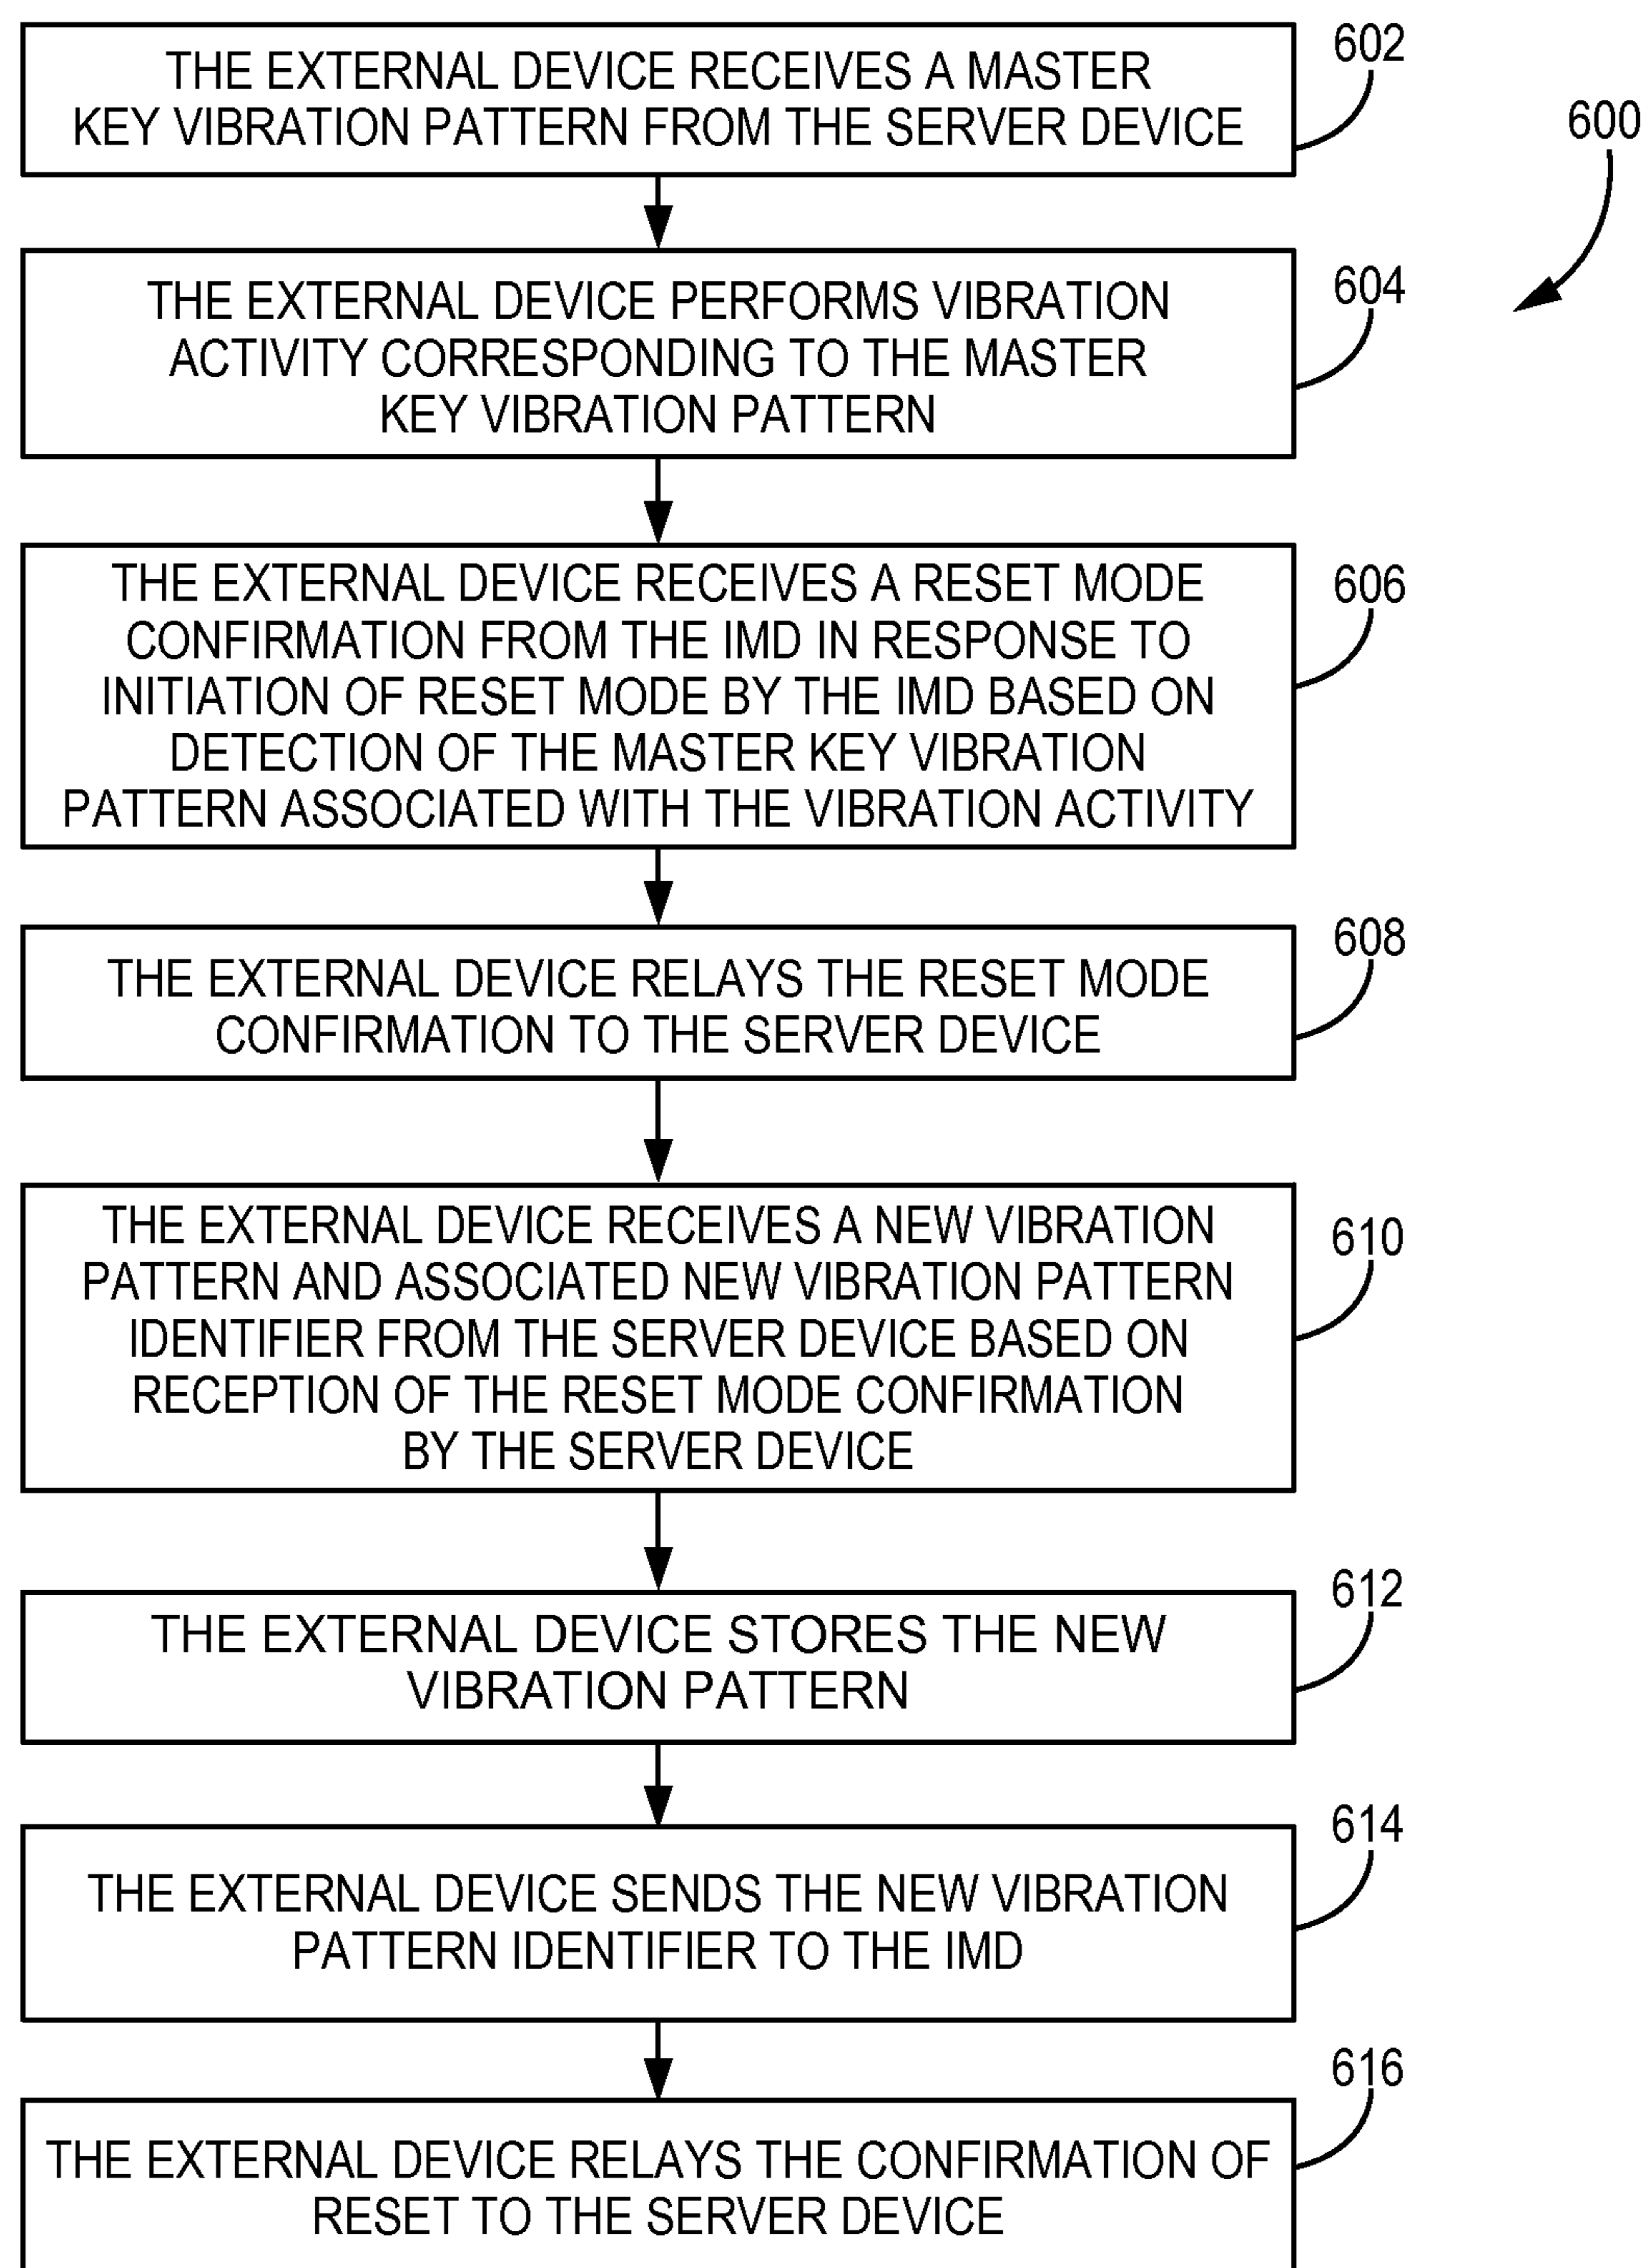 THE EXTERNAL DEVICE RECEIVES A MASTER
KEY VIBRATION PATTERN FROM THE SERVER DEVICE
602
600
THE EXTERNAL DEVICE PERFORMS VIBRATION
ACTIVITY CORRESPONDING TO THE MASTER
KEY VIBRATION PATTERN
604
THE EXTERNAL DEVICE RECEIVES A RESET MODE
CONFIRMATION FROM THE IMD IN RESPONSE TO
INITIATION OF RESET MODE BY THE IMD BASED ON
DETECTION OF THE MASTER KEY VIBRATION
PATTERN ASSOCIATED WITH THE VIBRATION ACTIVITY
606
THE EXTERNAL DEVICE RELAYS THE RESET MODE
CONFIRMATION TO THE SERVER DEVICE
608
THE EXTERNAL DEVICE RECEIVES A NEW VIBRATION
PATTERN AND ASSOCIATED NEW VIBRATION PATTERN
IDENTIFIER FROM THE SERVER DEVICE BASED ON
RECEPTION OF THE RESET MODE CONFIRMATION
BY THE SERVER DEVICE
610
THE EXTERNAL DEVICE STORES THE NEW
VIBRATION PATTERN
612
THE EXTERNAL DEVICE SENDS THE NEW VIBRATION
PATTERN IDENTIFIER TO THE IMD
614
THE EXTERNAL DEVICE RELAYS THE CONFIRMATION OF
RESET TO THE SERVER DEVICE
616